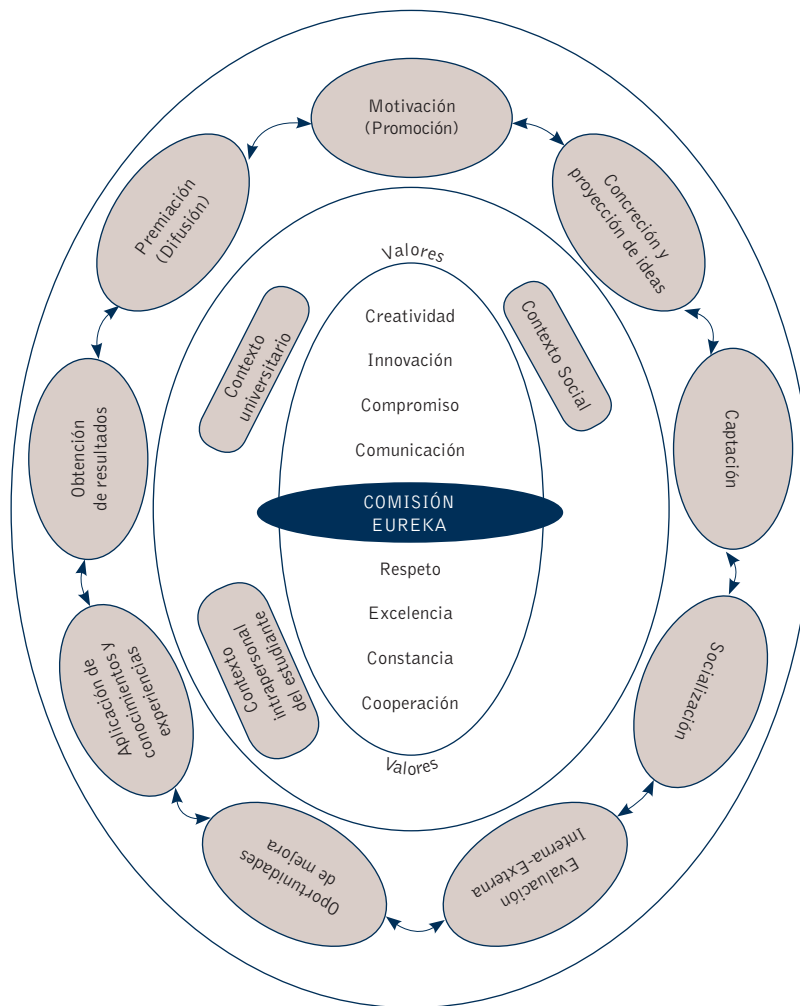 Motivación
(Promoción)
Concreción y
proyección de ideas
Captación
Socialización
Evaluación
Interna-Externa
Oportunidades
de mejora
Aplicación de
conocimientos y
experiencias
Obtención
de resultados
Premiación
(Difusión)
Contexto
universitario
Contexto Social
Contexto
intrapersonal
del estudiante
Valores
Creatividad
Innovación
Compromiso
Comunicación
COMISIÓN
EUREKA
Respeto
Excelencia
Constancia
Cooperación
Valores